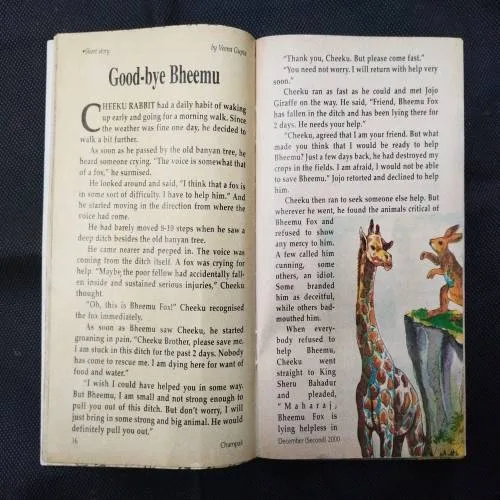 •Short story
by Veena Gupta
Good-bye Bheemu
CHEEKU RABBIT had a daily habit of waking
up early and going for a morning walk. Since
the weather was fine one day, he decided to
walk a bit further.
As soon as he passed by the old banyan tree, he
heard someone crying. "The voice is somewhat that
of a fox," he surmised.
He looked around and said, "I think that a fox is
in some sort of difficulty. I have to help him." And
he started moving in the direction from where the
voice had come.
He had barely moved 8-10 steps when he saw a
deep ditch besides the old banyan tree.
He came nearer and peeped in. The voice was
coming from the ditch itself. A fox was crying for
help. "Maybe the poor fellow had accidentally fall-
en inside and sustained serious injuries," Cheeku
thought.
"Oh, this is Bheemu Fox!" Cheeku recognised
the fox immediately.
As soon as Bheemu saw Cheeku, he started
groaning in pain. "Cheeku Brother, please save me.
I am stuck in this ditch for the past 2 days. Nobody
has come to rescue me. I am dying here for want of
food and water."
"I wish I could have helped you in some way.
But Bheemu, I am small and not strong enough to
pull you out of this ditch. But don't worry, I will
just bring in some strong and big animal. He would
definitely pull you out."
16
Champak
"Thank you, Cheeku. But please come fast."
"You need not worry. I will return with help very
soon."
Cheeku ran as fast as he could and met Jojo
Giraffe on the way. He said, "Friend, Bheemu Fox
has fallen in the ditch and has been lying there for
2 days. He needs your help."
"Cheeku, agreed that I am your friend. But what
made you think that I would be ready to help
Bheemu? Just a few days back, he had destroyed my
crops in the fields. I am afraid, I would not be able
to save Bheemu." Jojo retorted and declined to help
him.
Cheeku then ran to seek someone else help. But
wherever he went, he found the animals critical of
Bheemu Fox and
refused to show
any mercy to him.
A few called him
cunning, some
others, an idiot.
Some branded
him as deceitful,
while others bad-
mouthed him.
When every-
body refused to
help Bheemu,
Cheeku went
straight to King
Sheru Bahadur
and pleaded,
"Maharaj,
Bheemu Fox is
lying helpless in
December (Second) 2000